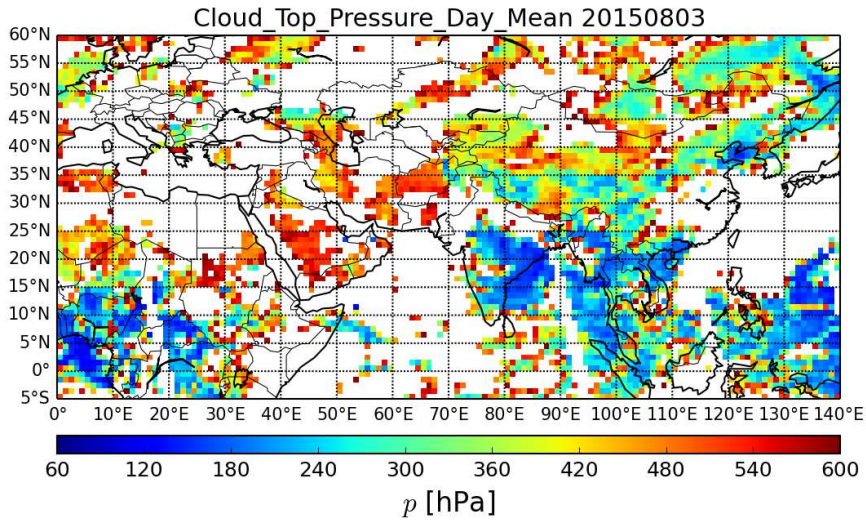 Cloud_Top_Pressure_Day_Mean 20150803
60°N
55°N
50°N
45°N
40°N
35°N
30°N
25°N
20°N
15°N
10°N
5°N
0°
5°S
0° 10°E 20°E 30°E 40°E 50°E 60°E 70°E 80°E 90°E 100°E 110°E 120°E 130°E 140°E
60 120 180 240 300 360 420 480 540 600
p [hPa]